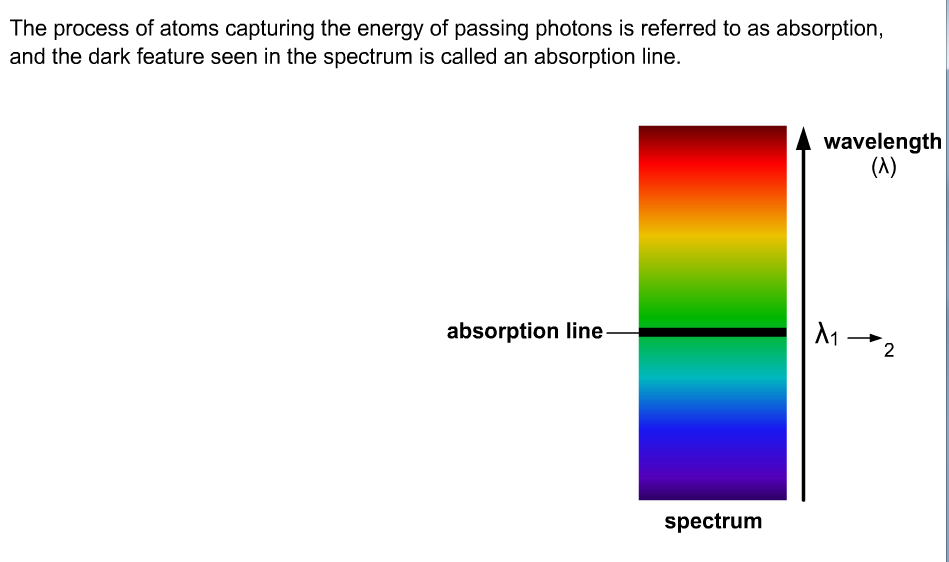 The process of atoms capturing the energy of passing photons is referred to as absorption,
and the dark feature seen in the spectrum is called an absorption line.
wavelength
(λ)
absorption line
λ1 → 2
spectrum